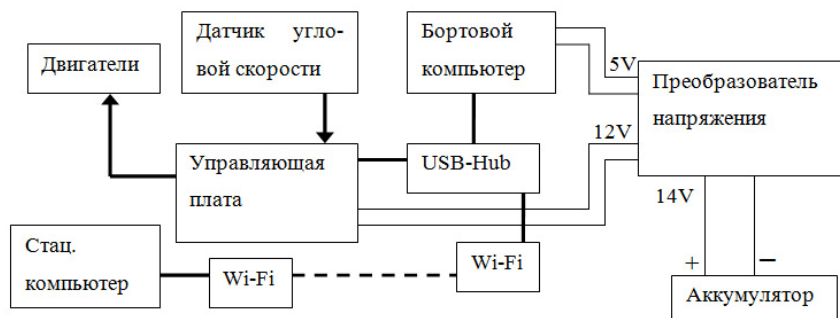 Двигатели
Датчик угло-
вой скорости
Бортовой
компьютер
5V
Преобразователь
напряжения
12V
Управляющая
плата
USB-Hub
14V
Стац.
компьютер
Wi-Fi
Wi-Fi
+
−
Аккумулятор